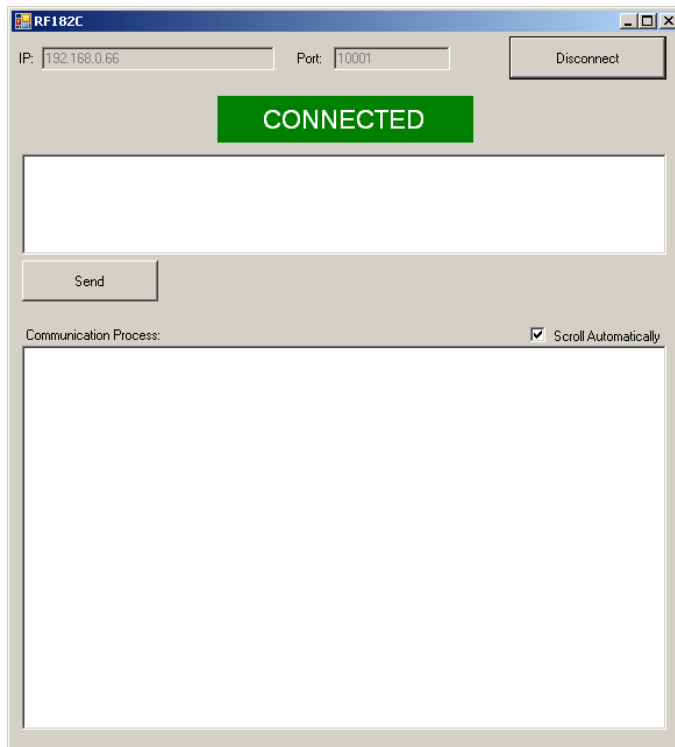 RF182C
IP: 192.168.0.66 Port: 10001 Disconnect
CONNECTED
Send
Communication Process: Scroll Automatically